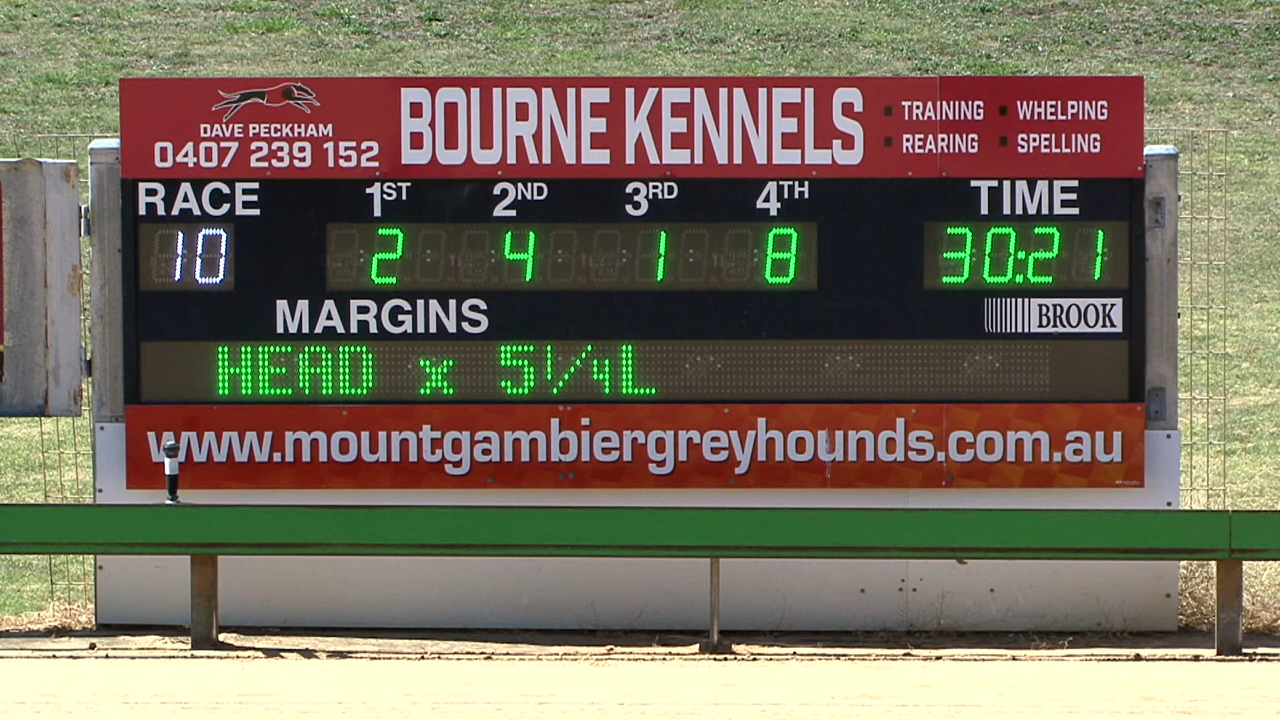 DAVE PECKHAM
0407 239 152
BOURNE KENNELS
TRAINING WHELPING
REARING SPELLING
RACE 1ST 2ND 3RD 4TH TIME
10 2 4 1 8 30:21
MARGINS
BROOK
HEAD x 5¼L
www.mountgambiergreyhounds.com.au